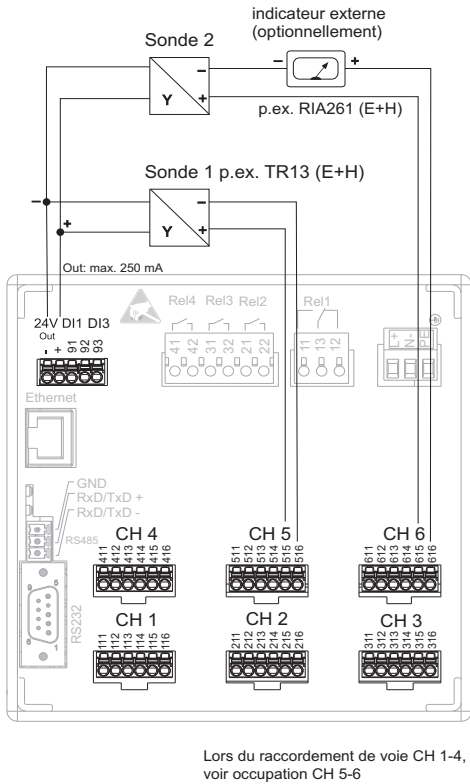 indicateur externe
(optionnellement)
Sonde 2
- +
- +
Y
p.ex. RIA261 (E+H)
Sonde 1 p.ex. TR13 (E+H)
- +
Y
- +
Out: max. 250 mA
24V DI1 DI3
Out
- + 91 92 93
Rel4 Rel3 Rel2
41 42 31 32 21 22
Rel1
11 13 12
L+ N- PE
Ethernet
GND
RxD/TxD +
RxD/TxD -
RS485
RS232
5
9
6
1
CH 4
411 412 413 414 415 416
CH 5
511 512 513 514 515 516
CH 6
611 612 613 614 615 616
CH 1
111 112 113 114 115 116
CH 2
211 212 213 214 215 216
CH 3
311 312 313 314 315 316
Lors du raccordement de voie CH 1-4,
voir occupation CH 5-6